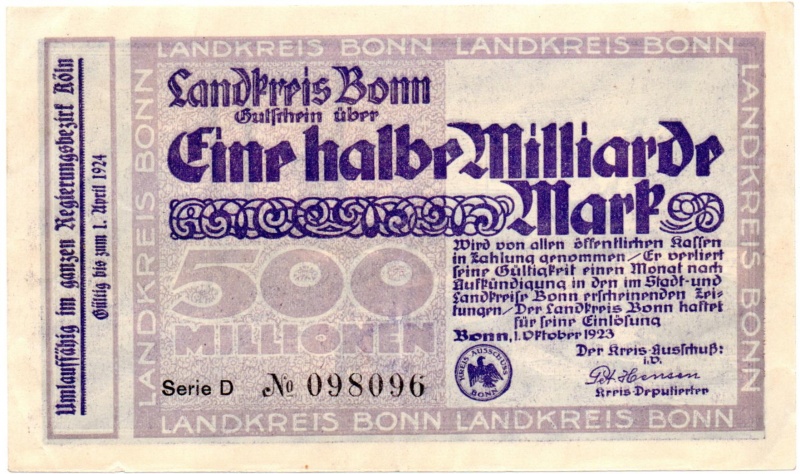 LANDKREIS BONN LANDKREIS BONN
LANDKREIS BONN
Umlauffähig im ganzen Regierungsbezirk Köln
Gültig bis zum 1. April 1924
Landkreis Bonn
Gutschein über
Eine halbe Milliarde
Mark
500
MILLIONEN
Wird von allen öffentlichen Kassen
in Zahlung genommen / Er verliert
seine Gültigkeit einen Monat nach
Aufkündigung in den im Stadt-und
Landkreise Bonn erscheinenden Zei-
tungen / Der Landkreis Bonn haftet
für seine Einlösung
Bonn, 1. Oktober 1923
Der Kreis-Ausschuß:
i.V.
Kreis-Deputierter
KREIS AUSSCHUSS
BONN
Serie D No 098096
LANDKREIS BONN
LANDKREIS BONN LANDKREIS BONN